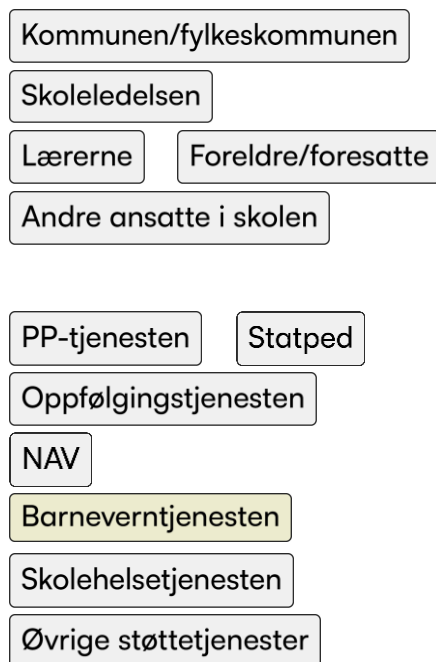 Kommunen/fylkeskommunen
Skoleledelsen
Lærerne Foreldre/foresatte
Andre ansatte i skolen
PP-tjenesten Statped
Oppfølgingstjenesten
NAV
Barneverntjenesten
Skolehelsetjenesten
Øvrige støttetjenester